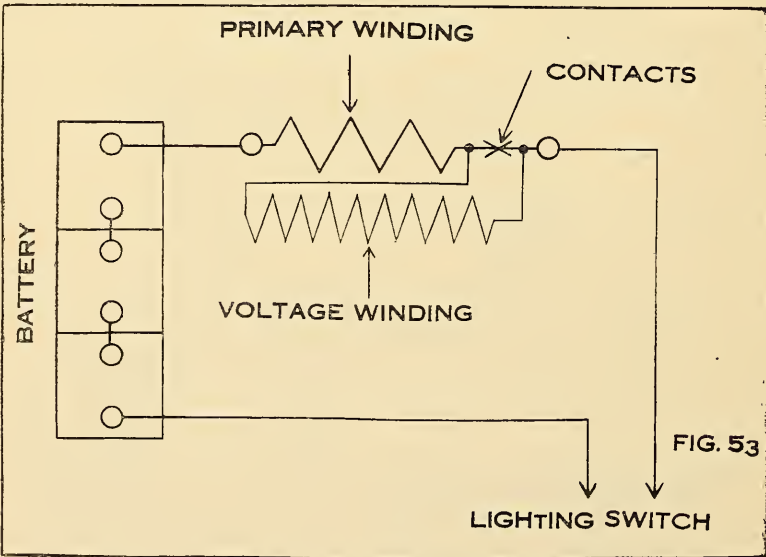 PRIMARY WINDING
CONTACTS
BATTERY
VOLTAGE WINDING
FIG. 53
LIGHTING SWITCH